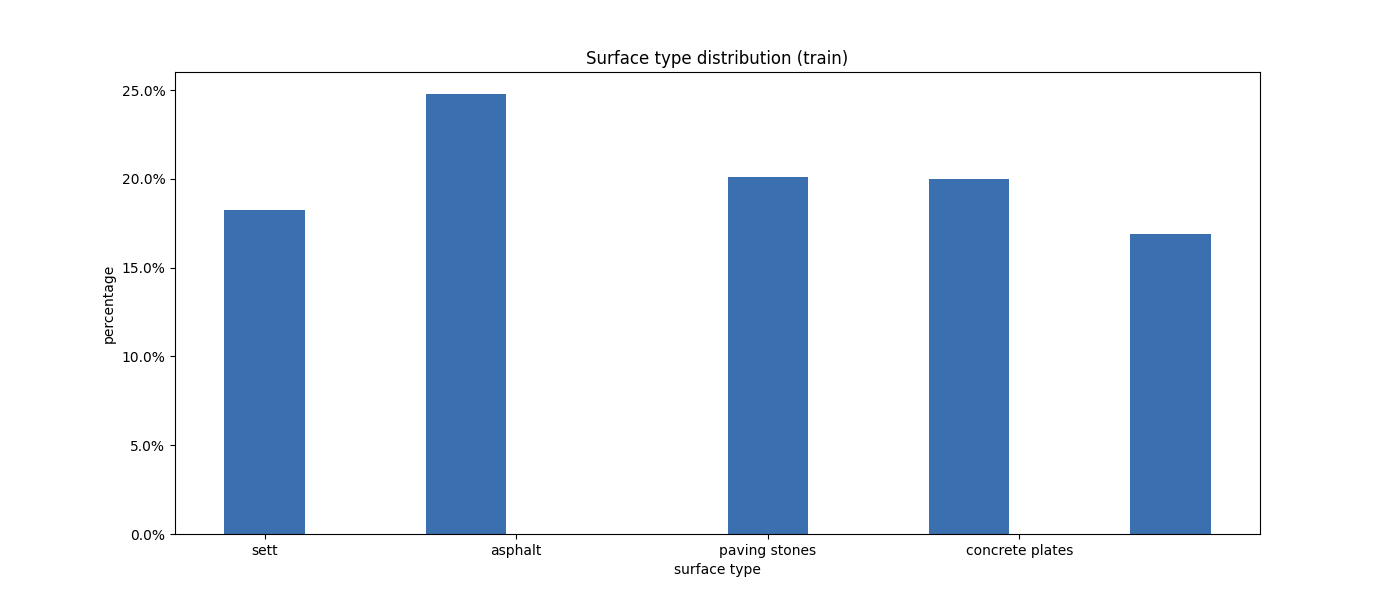 Surface type distribution (train)
25.0%
20.0%
15.0%
10.0%
5.0%
0.0%
percentage
sett asphalt paving stones concrete plates
surface type